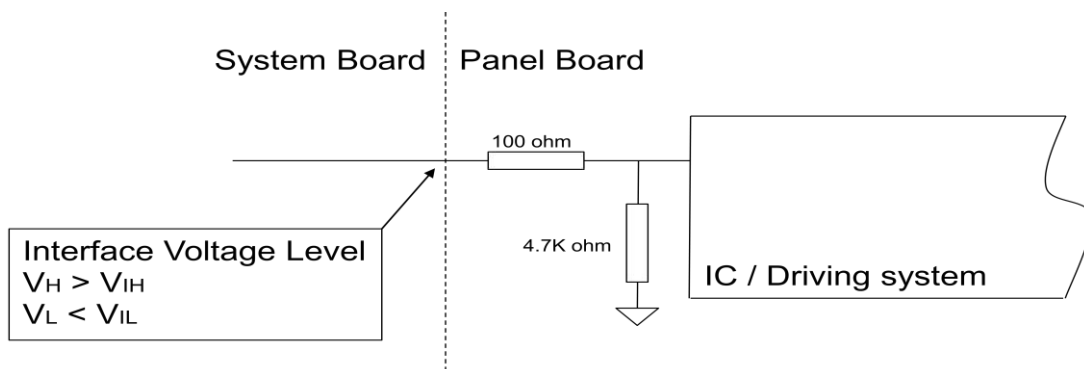 System Board
Panel Board
100 ohm
4.7K ohm
Interface Voltage Level
VH > VIH
VL < VIL
IC / Driving system